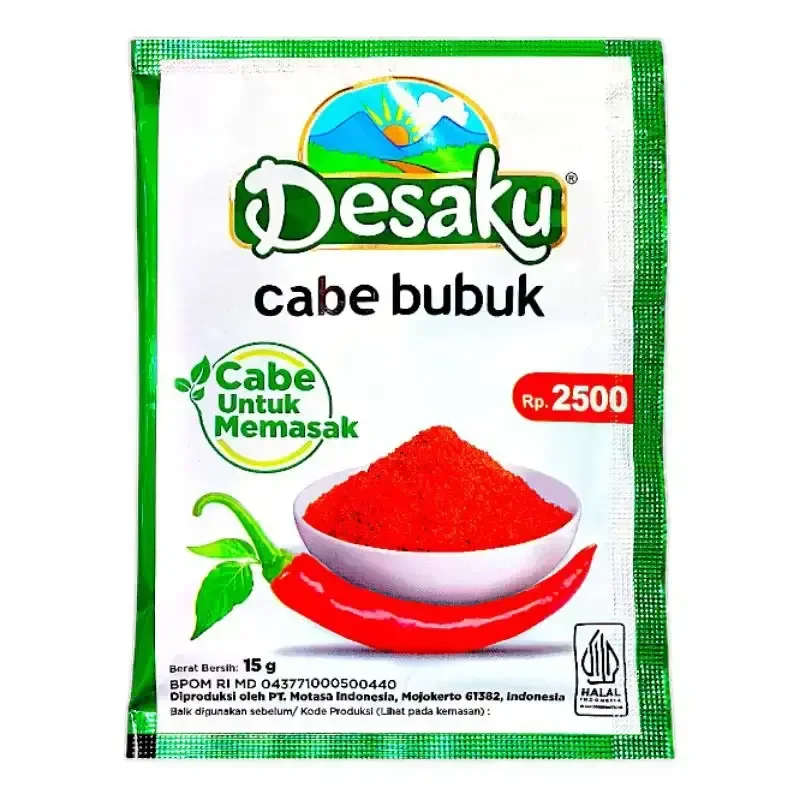 Desaku®
cabe bubuk
Cabe
Untuk
Memasak
Rp. 2500
Berat Bersih: 15 g
BPOM RI MD 043771000500440
Diproduksi oleh PT. Motasa Indonesia, Mojokerto 61382, Indonesia
Baik digunakan sebelum/ Kode Produksi (Lihat pada kemasan) :
HALAL
INDONESIA